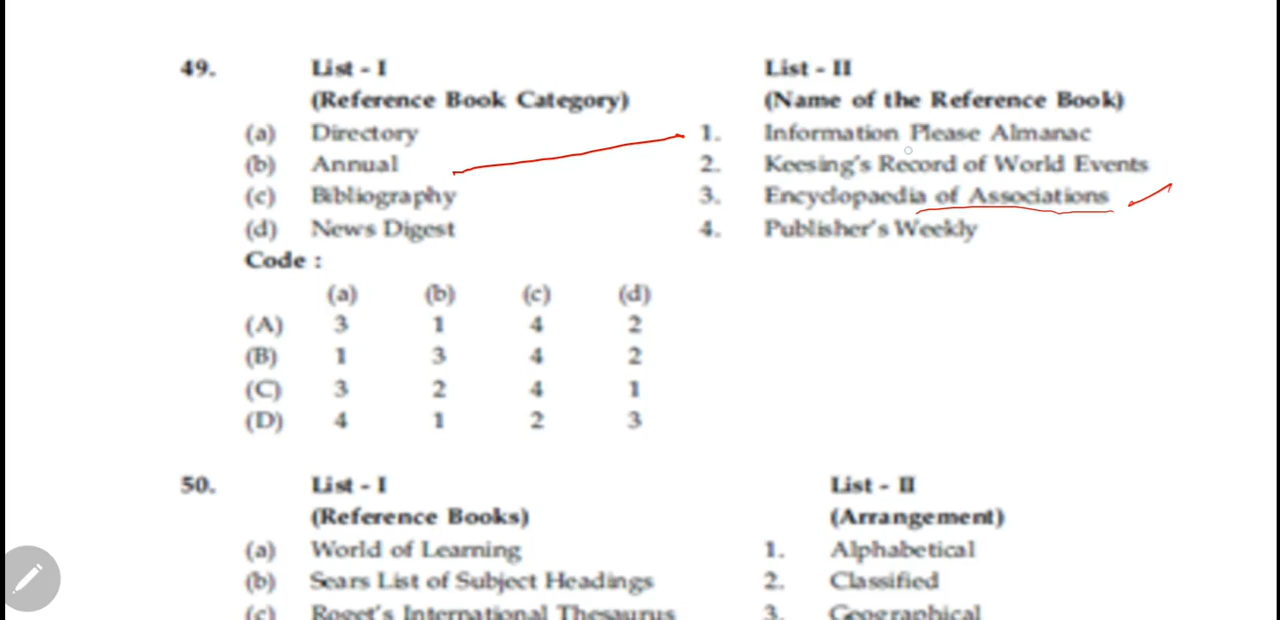 49. List - I List - II
(Reference Book Category) (Name of the Reference Book)
(a) Directory 1. Information Please Almanac
(b) Annual 2. Keesing's Record of World Events
(c) Bibliography 3. Encyclopaedia of Associations
(d) News Digest 4. Publisher's Weekly
Code :
(a) (b) (c) (d)
(A) 3 1 4 2
(B) 1 3 4 2
(C) 3 2 4 1
(D) 4 1 2 3
50. List - I List - II
(Reference Books) (Arrangement)
(a) World of Learning 1. Alphabetical
(b) Sears List of Subject Headings 2. Classified
(c) Roget's International Thesaurus 3. Geographical